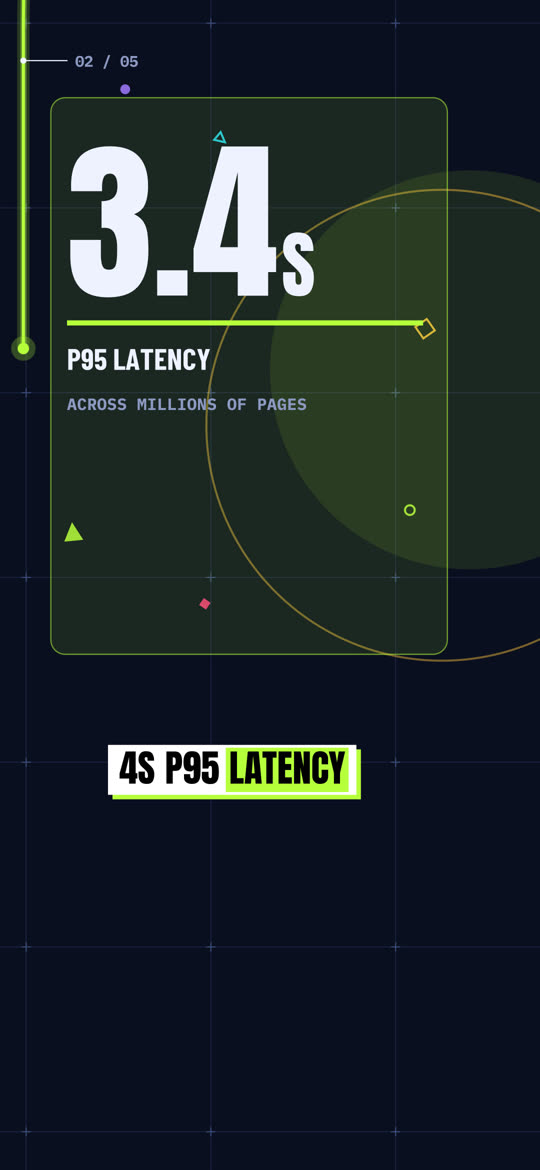 02 / 05
3.4s
P95 LATENCY
ACROSS MILLIONS OF PAGES
4S P95 LATENCY